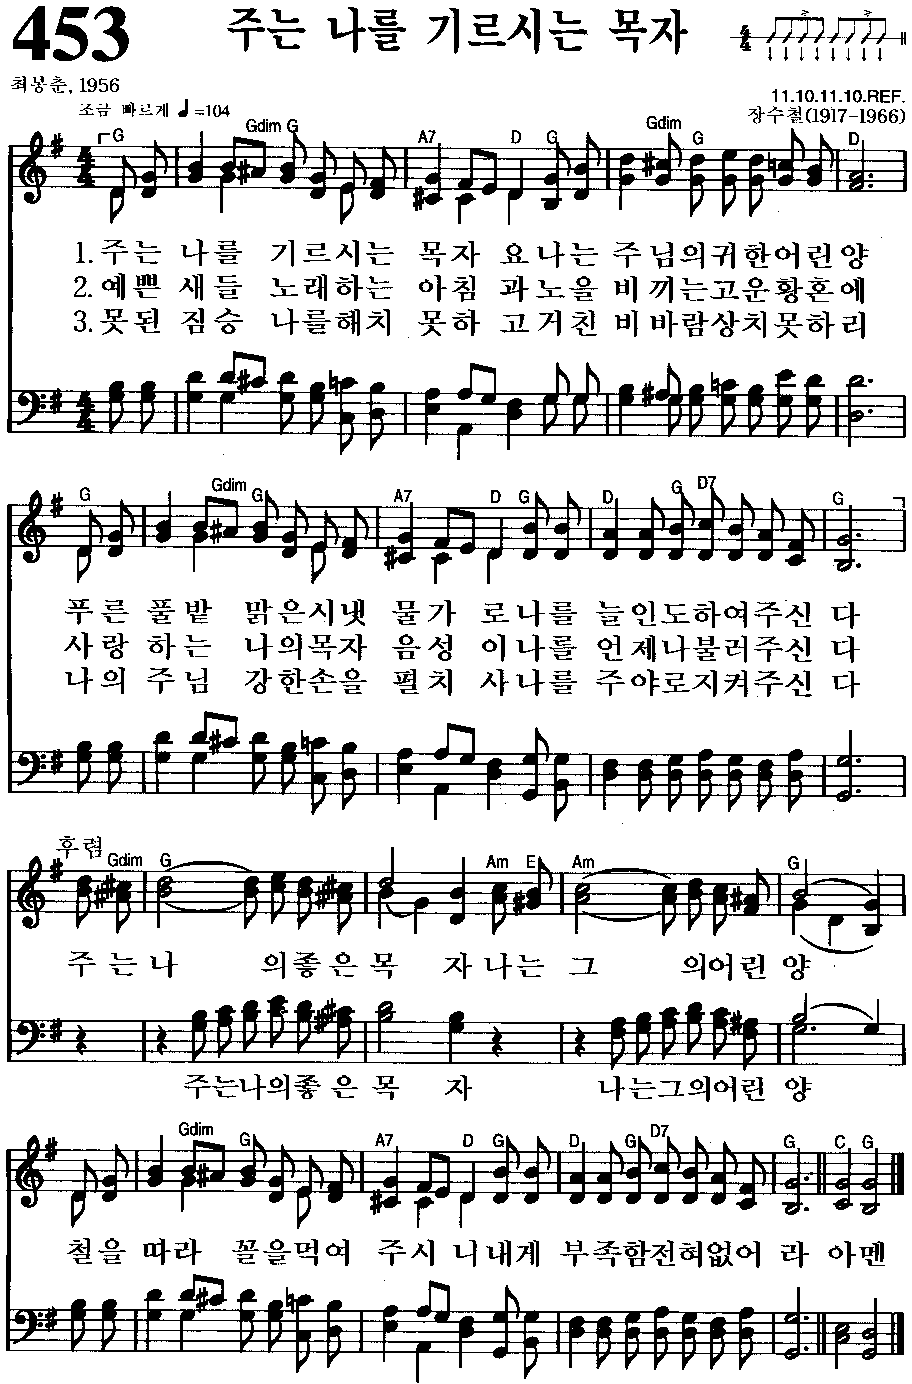 453 주는 나를 기르시는 목자
최봉춘, 1956
11.10.11.10.REF.
조금 빠르게 ♩=104
장수철(1917-1966)
G Gdim G A7 D G Gdim G D
4/4
1.주는 나를 기르시는 목자 요나는 주님의귀한어린양
2.예쁜 새들 노래하는 아침 과노을 비끼는고운황혼에
3.못된 짐승 나를해치 못하 고거친 비바람상치못하리
G Gdim G A7 D G D G D7 G
푸른 풀밭 맑은시냇 물가 로나를 늘인도하여주신 다
사랑 하는 나의목자 음성 이나를 언제나불러주신 다
나의 주님 강한손을 펼치 사나를 주야로지켜주신 다
후렴
Gdim G Am E Am G
주 는나 의좋은목 자나는 그 의어린 양
주는나의좋은 목 자 나는그의어린 양
Gdim G A7 D G D G D7 G C G
철을 따라 꼴을먹여 주시 니내게 부족함전혀없어 라 아멘